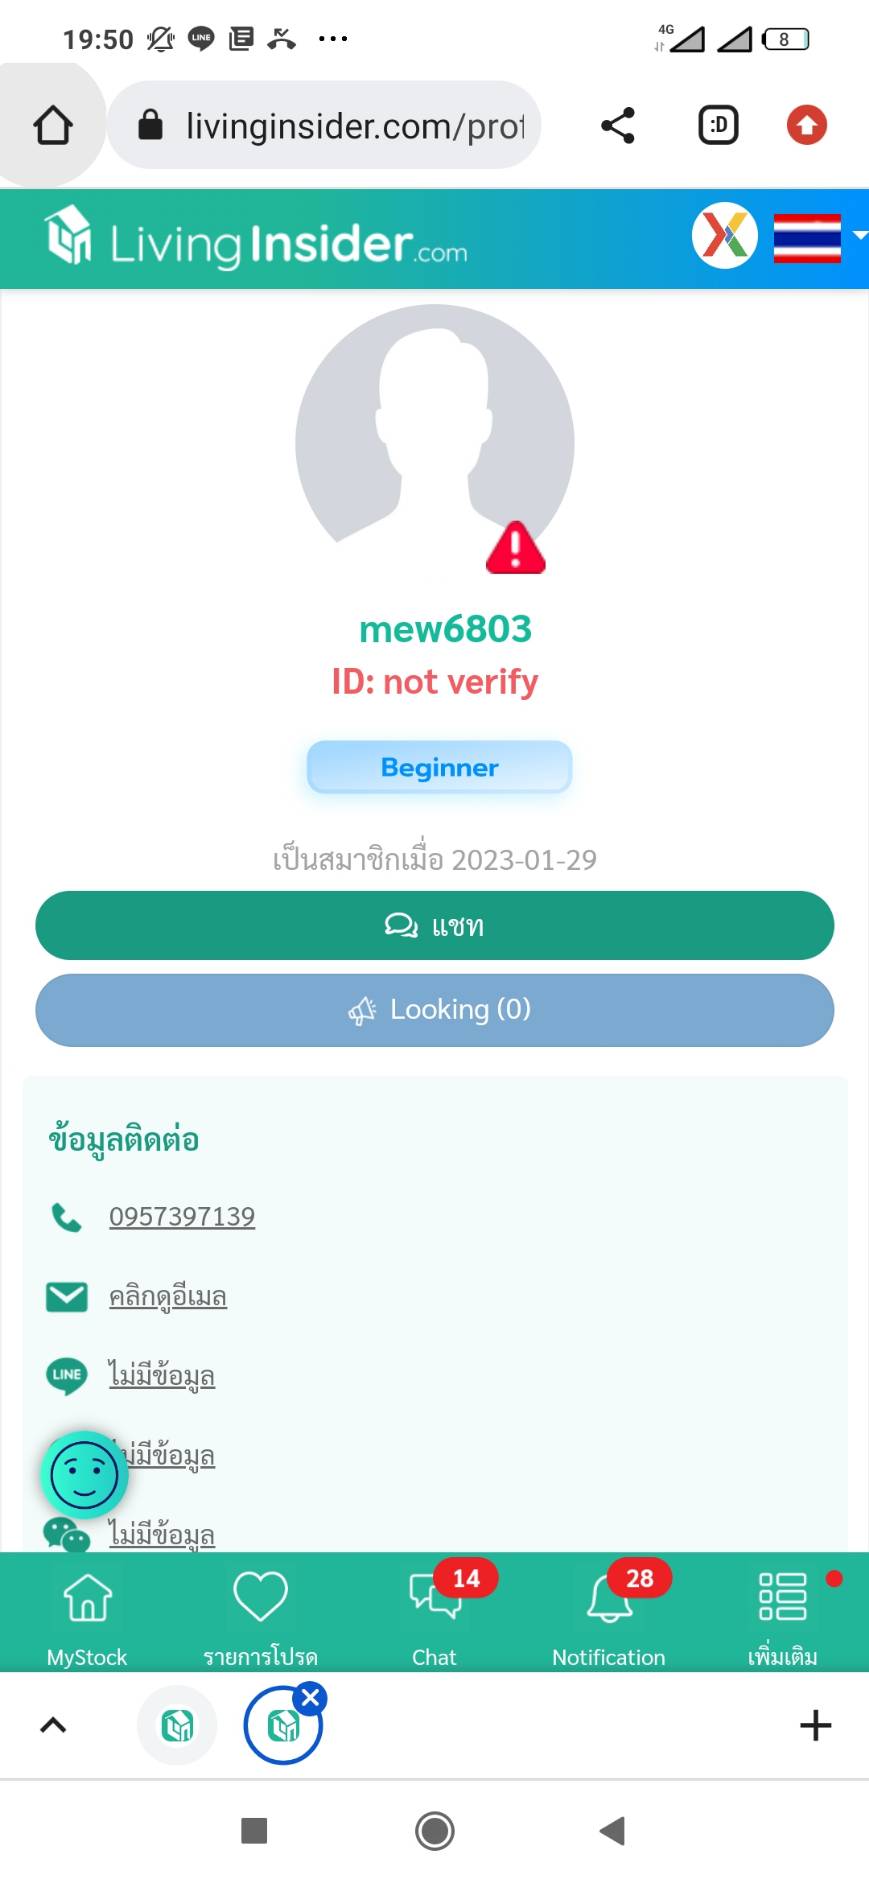 19:50
LINE
4G
8
livinginsider.com/prof
:D
LivingInsider.com
mew6803
ID: not verify
Beginner
เป็นสมาชิกเมื่อ 2023-01-29
แชท
Looking (0)
ข้อมูลติดต่อ
0957397139
คลิกดูอีเมล
LINE
ไม่มีข้อมูล
ไม่มีข้อมูล
ไม่มีข้อมูล
14
28
MyStock
รายการโปรด
Chat
Notification
เพิ่มเติม